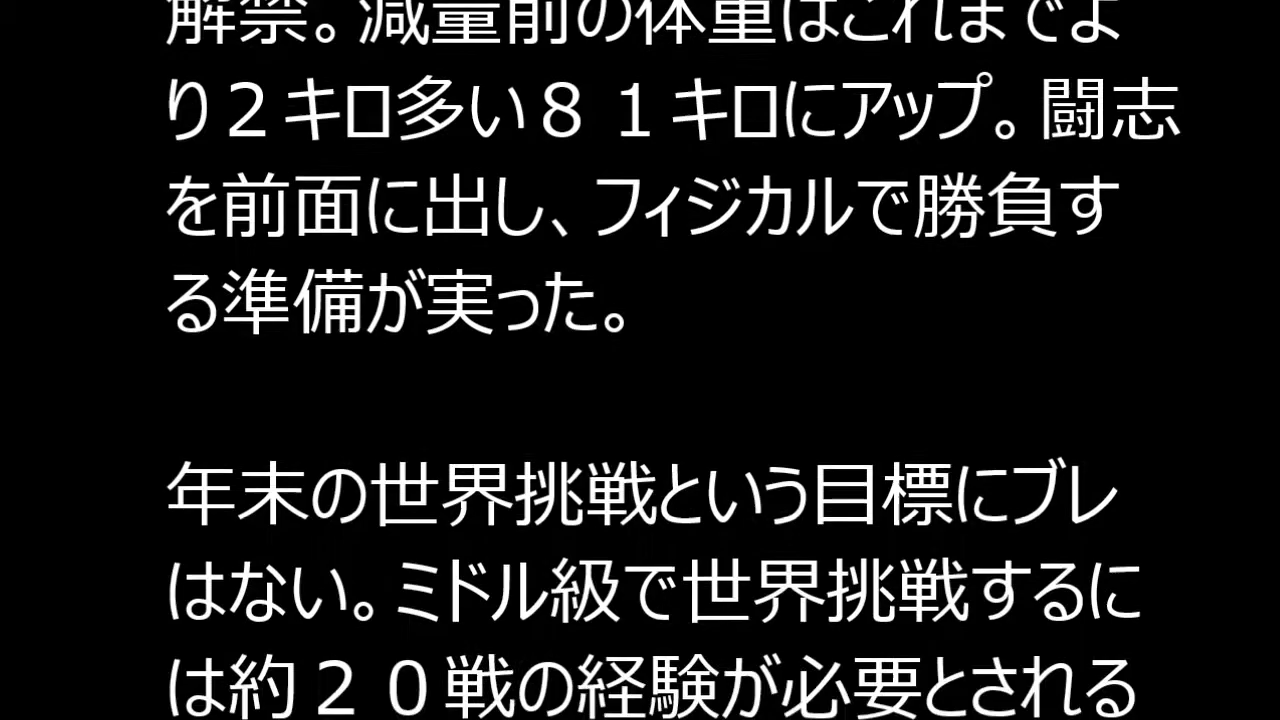 解禁。減量前の体重はこれまでよ
り２キロ多い８１キロにアップ。闘志
を前面に出し、フィジカルで勝負す
る準備が実った。
年末の世界挑戦という目標にブレ
はない。ミドル級で世界挑戦するに
は約２０戦の経験が必要とされる